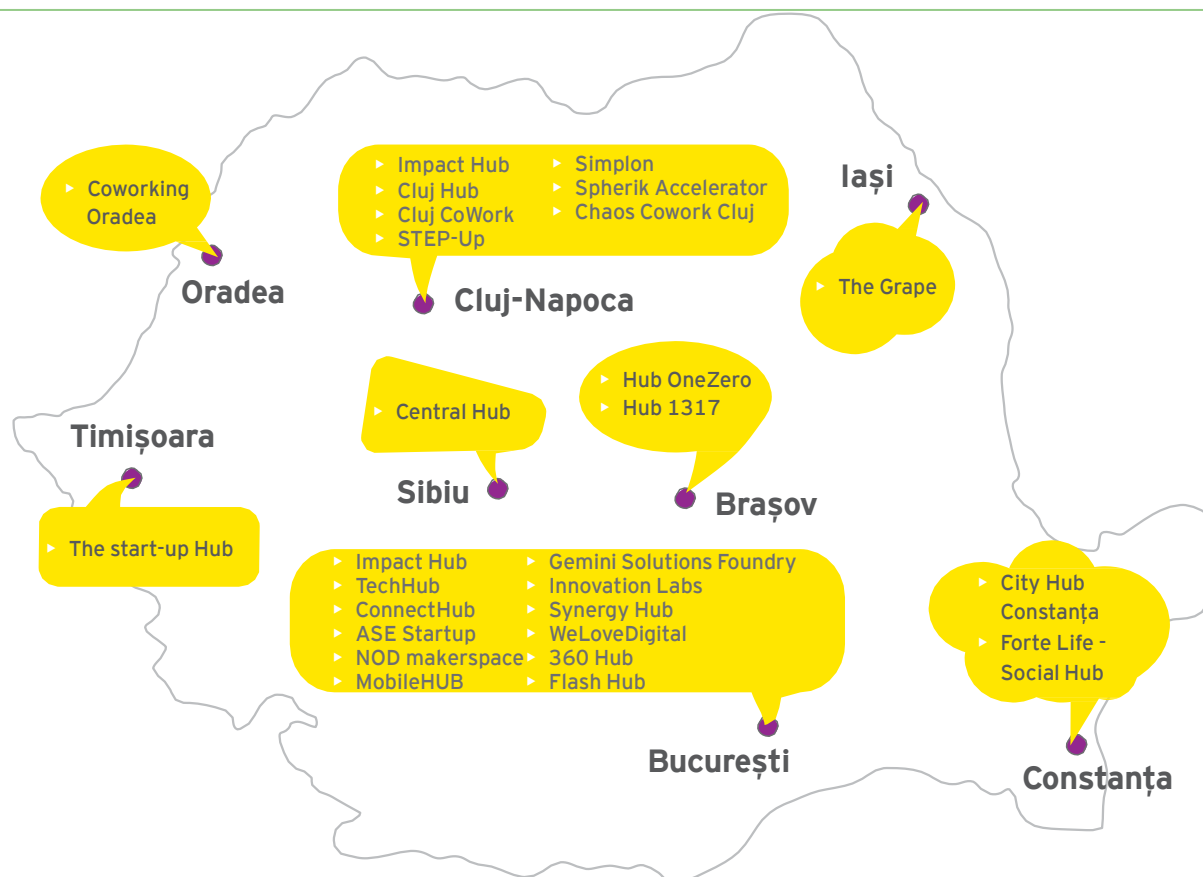 Coworking
Oradea
Oradea
Impact Hub
Cluj Hub
Cluj CoWork
STEP-Up
Simplon
Spherik Accelerator
Chaos Cowork Cluj
Cluj-Napoca
Iași
The Grape
Timișoara
The start-up Hub
Central Hub
Sibiu
Hub OneZero
Hub 1317
Brașov
Impact Hub
TechHub
ConnectHub
ASE Startup
NOD makerspace
MobileHUB
Gemini Solutions Foundry
Innovation Labs
Synergy Hub
WeLoveDigital
360 Hub
Flash Hub
București
City Hub
Constanța
Forte Life -
Social Hub
Constanța